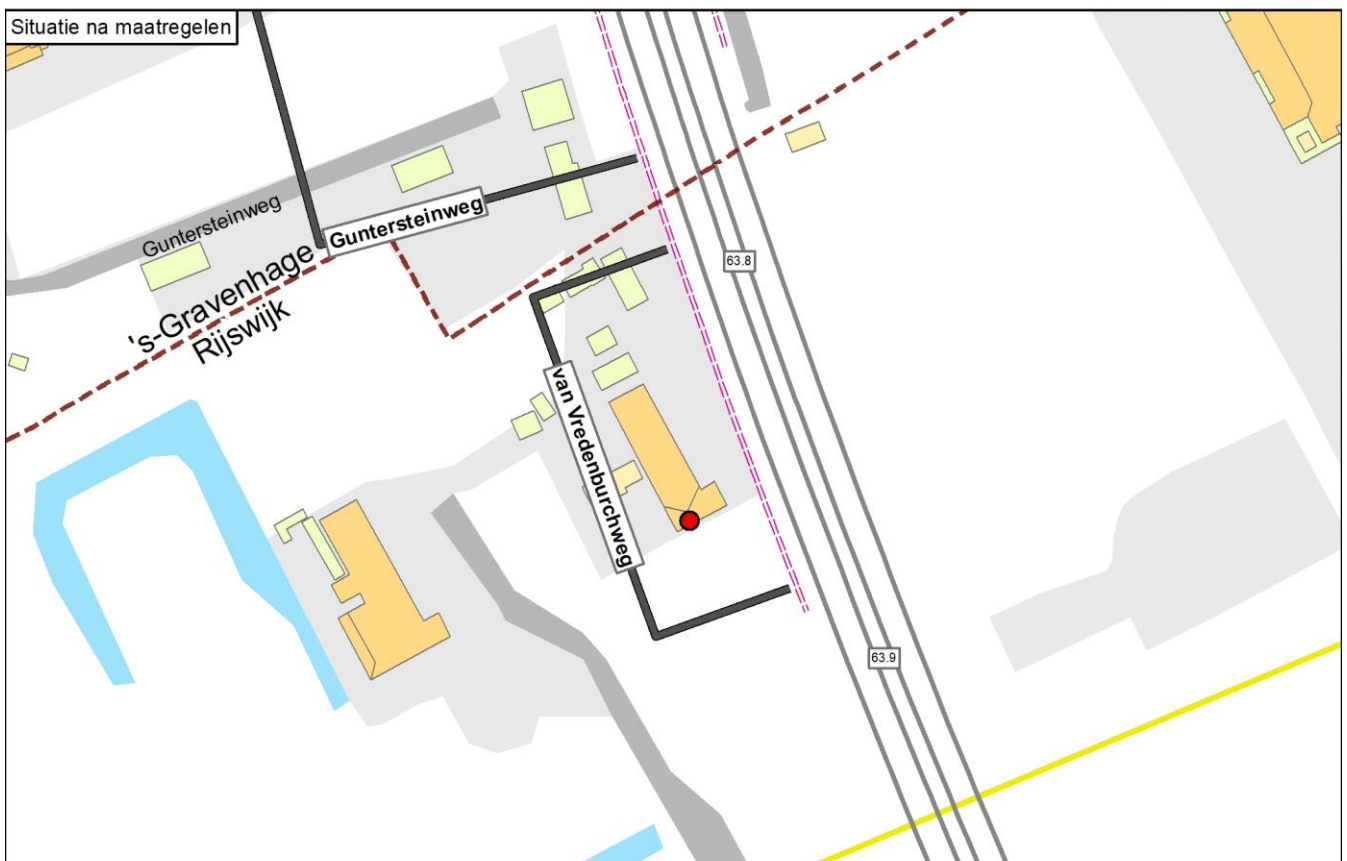 Situatie na maatregelen
Guntersteinweg
Guntersteinweg
's-Gravenhage
Rijswijk
63.8
van Vredenburchweg
63.9